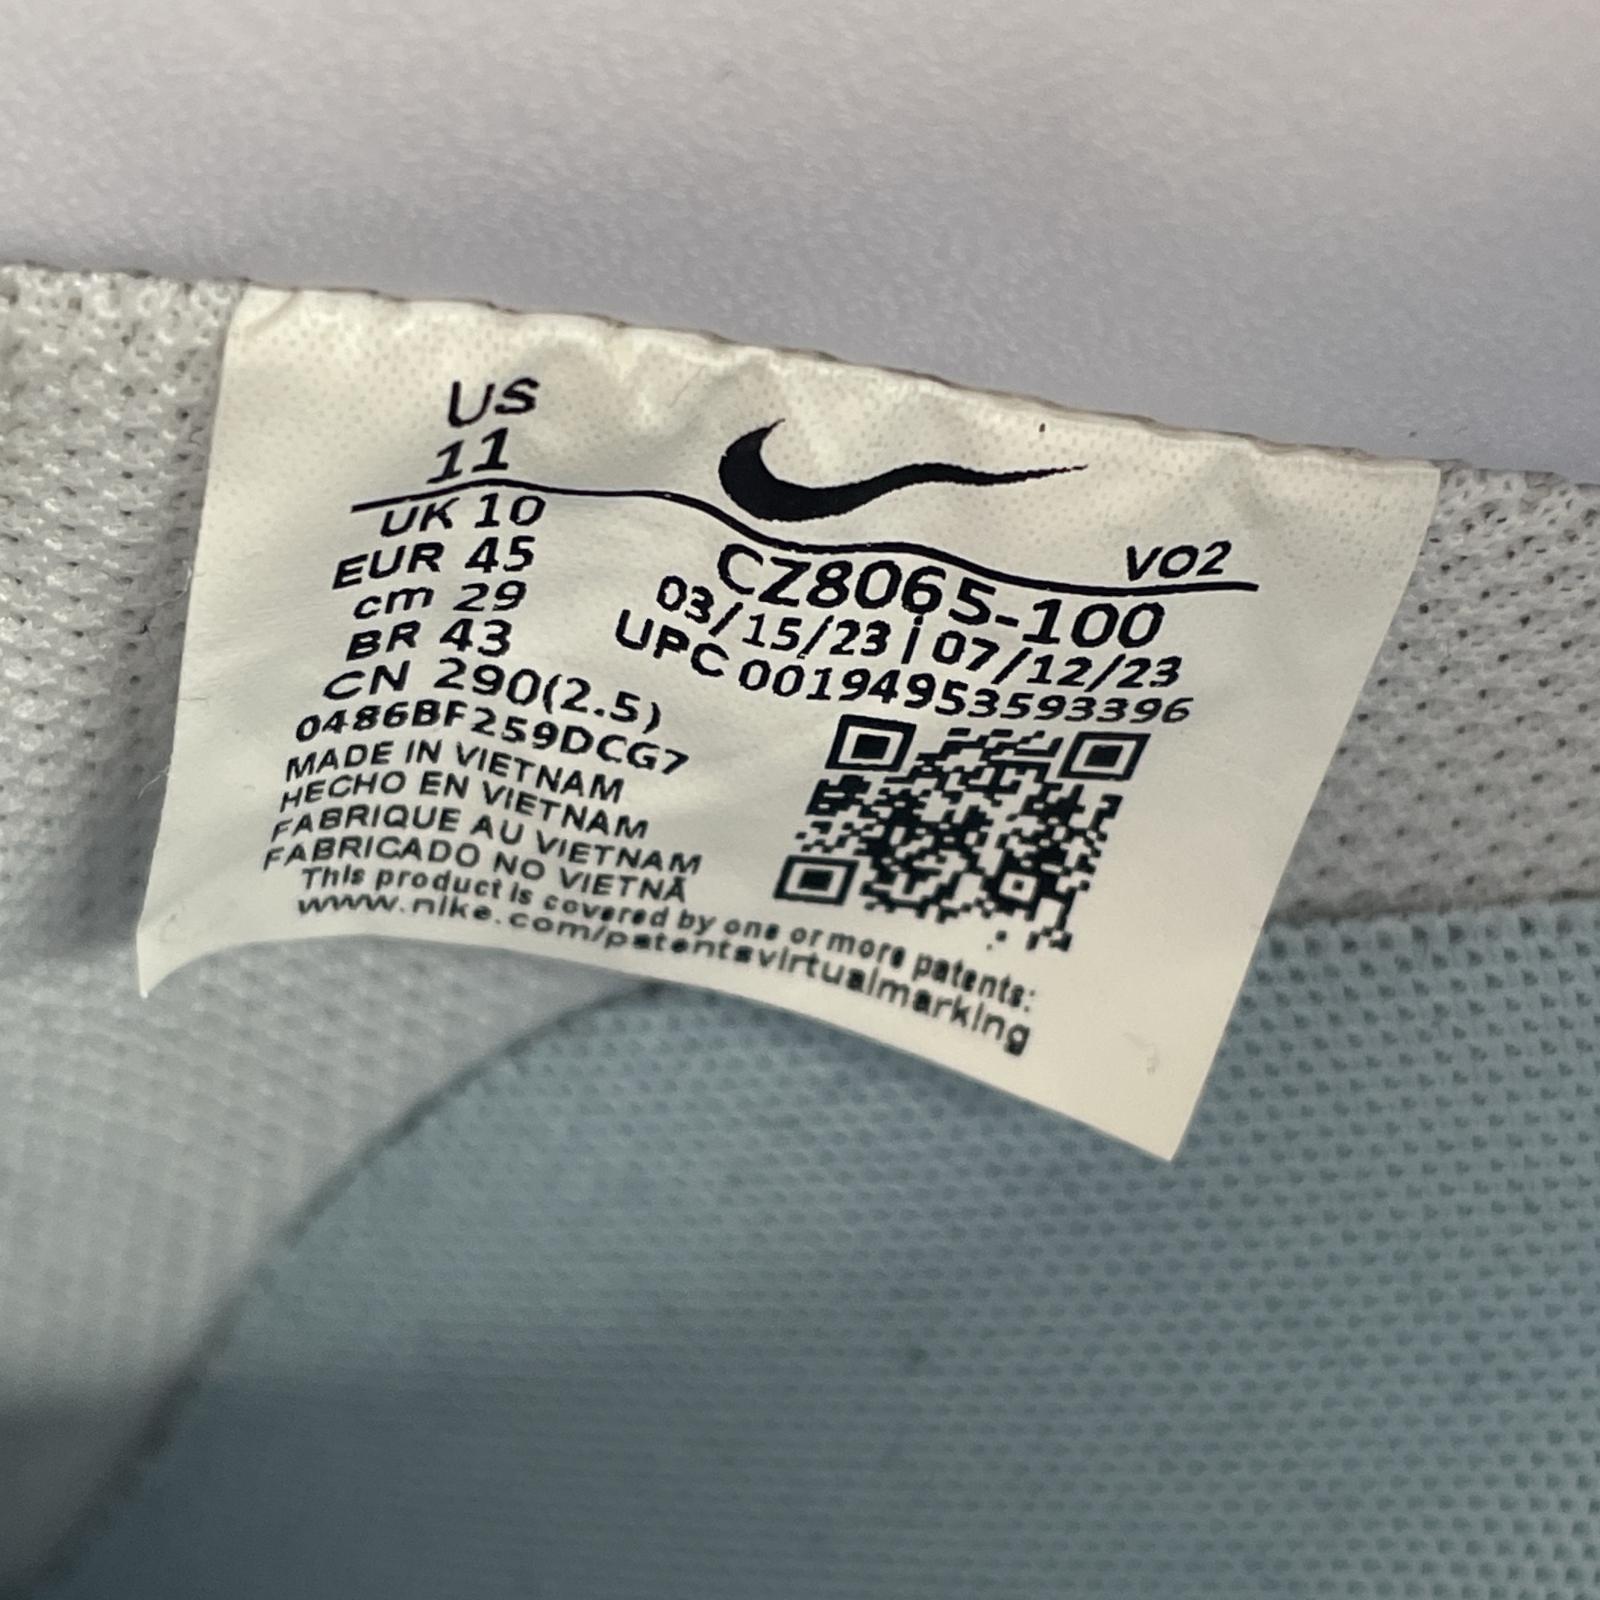 US
11
UK 10
EUR 45
cm 29
BR 43
CN 290(2.5)
0486BF259DCG7
MADE IN VIETNAM
HECHO EN VIETNAM
FABRIQUE AU VIETNAM
FABRICADO NO VIETNÃ
VO2
CZ8065-100
03/15/23 | 07/12/23
UPC 00194953593396
This product is covered by one or more patents:
www.nike.com/patentsvirtualmarking